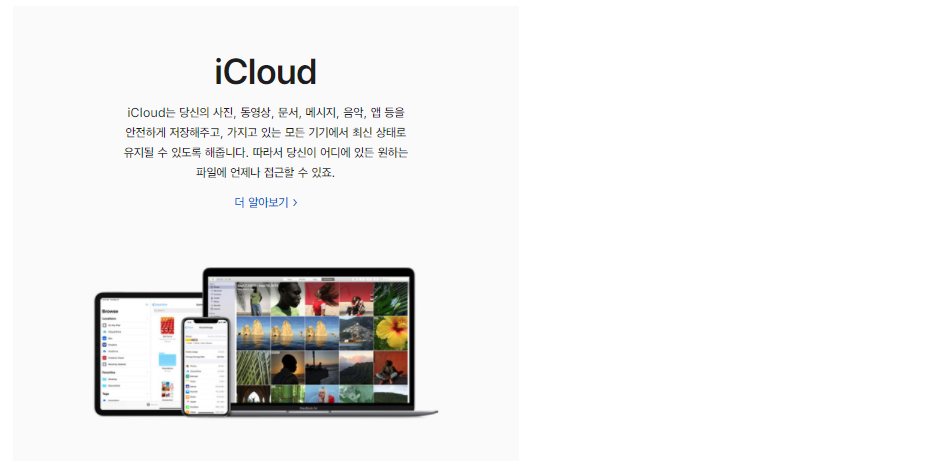 iCloud
iCloud는 당신의 사진, 동영상, 문서, 메시지, 음악, 앱 등을
안전하게 저장해주고, 가지고 있는 모든 기기에서 최신 상태로
유지될 수 있도록 해줍니다. 따라서 당신이 어디에 있든 원하는
파일에 언제나 접근할 수 있죠.
더 알아보기 >
Browse